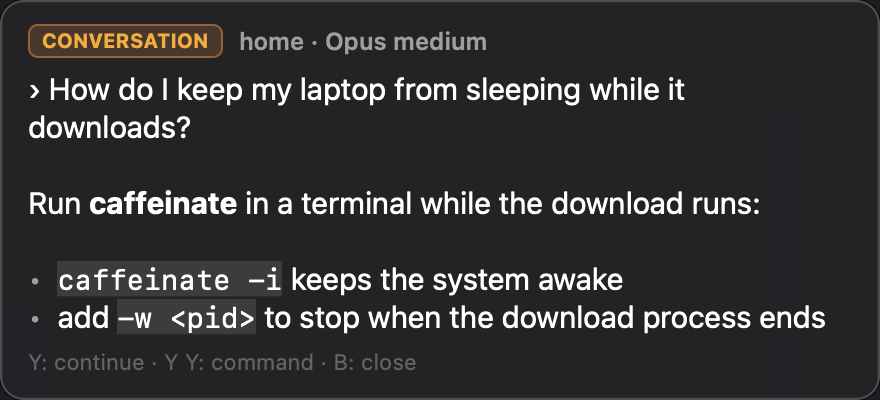 CONVERSATION home · Opus medium
› How do I keep my laptop from sleeping while it
downloads?
Run caffeinate in a terminal while the download runs:
• caffeinate -i keeps the system awake
• add -w <pid> to stop when the download process ends
Y: continue · Y Y: command · B: close